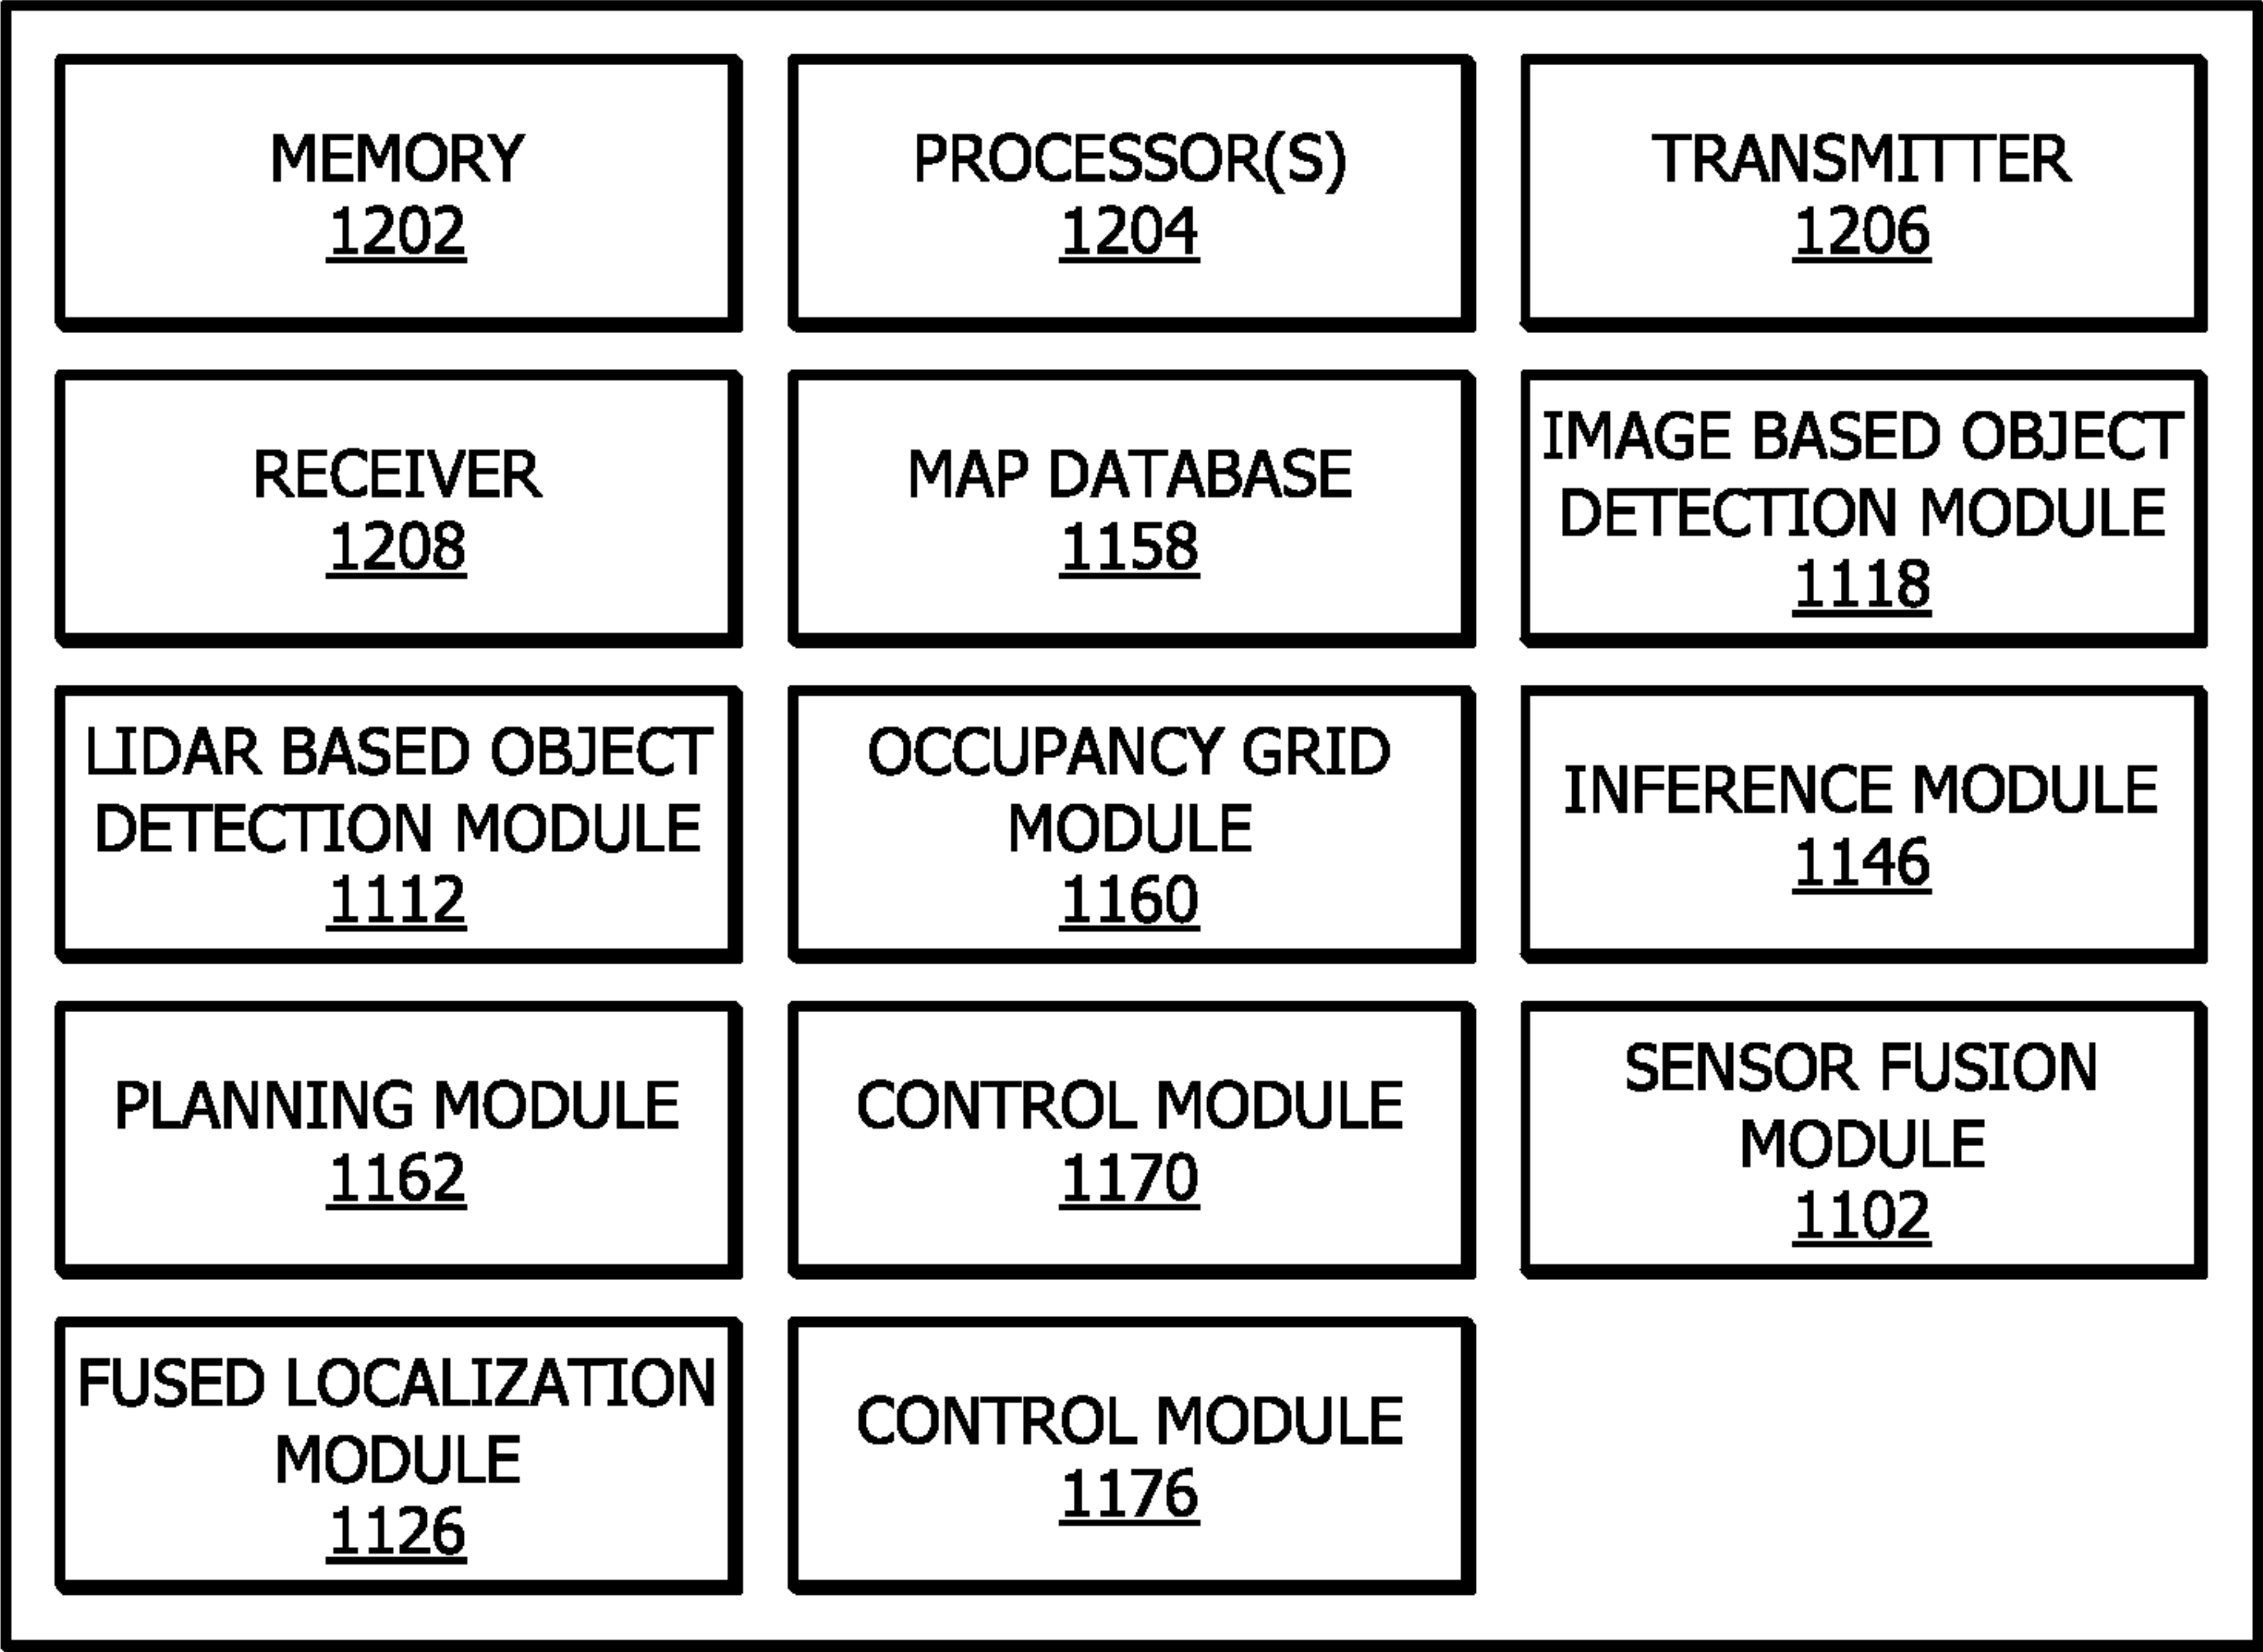 MEMORY
1202
PROCESSOR(S)
1204
TRANSMITTER
1206
RECEIVER
1208
MAP DATABASE
1158
IMAGE BASED OBJECT
DETECTION MODULE
1118
LIDAR BASED OBJECT
DETECTION MODULE
1112
OCCUPANCY GRID
MODULE
1160
INFERENCE MODULE
1146
PLANNING MODULE
1162
CONTROL MODULE
1170
SENSOR FUSION
MODULE
1102
FUSED LOCALIZATION
MODULE
1126
CONTROL MODULE
1176